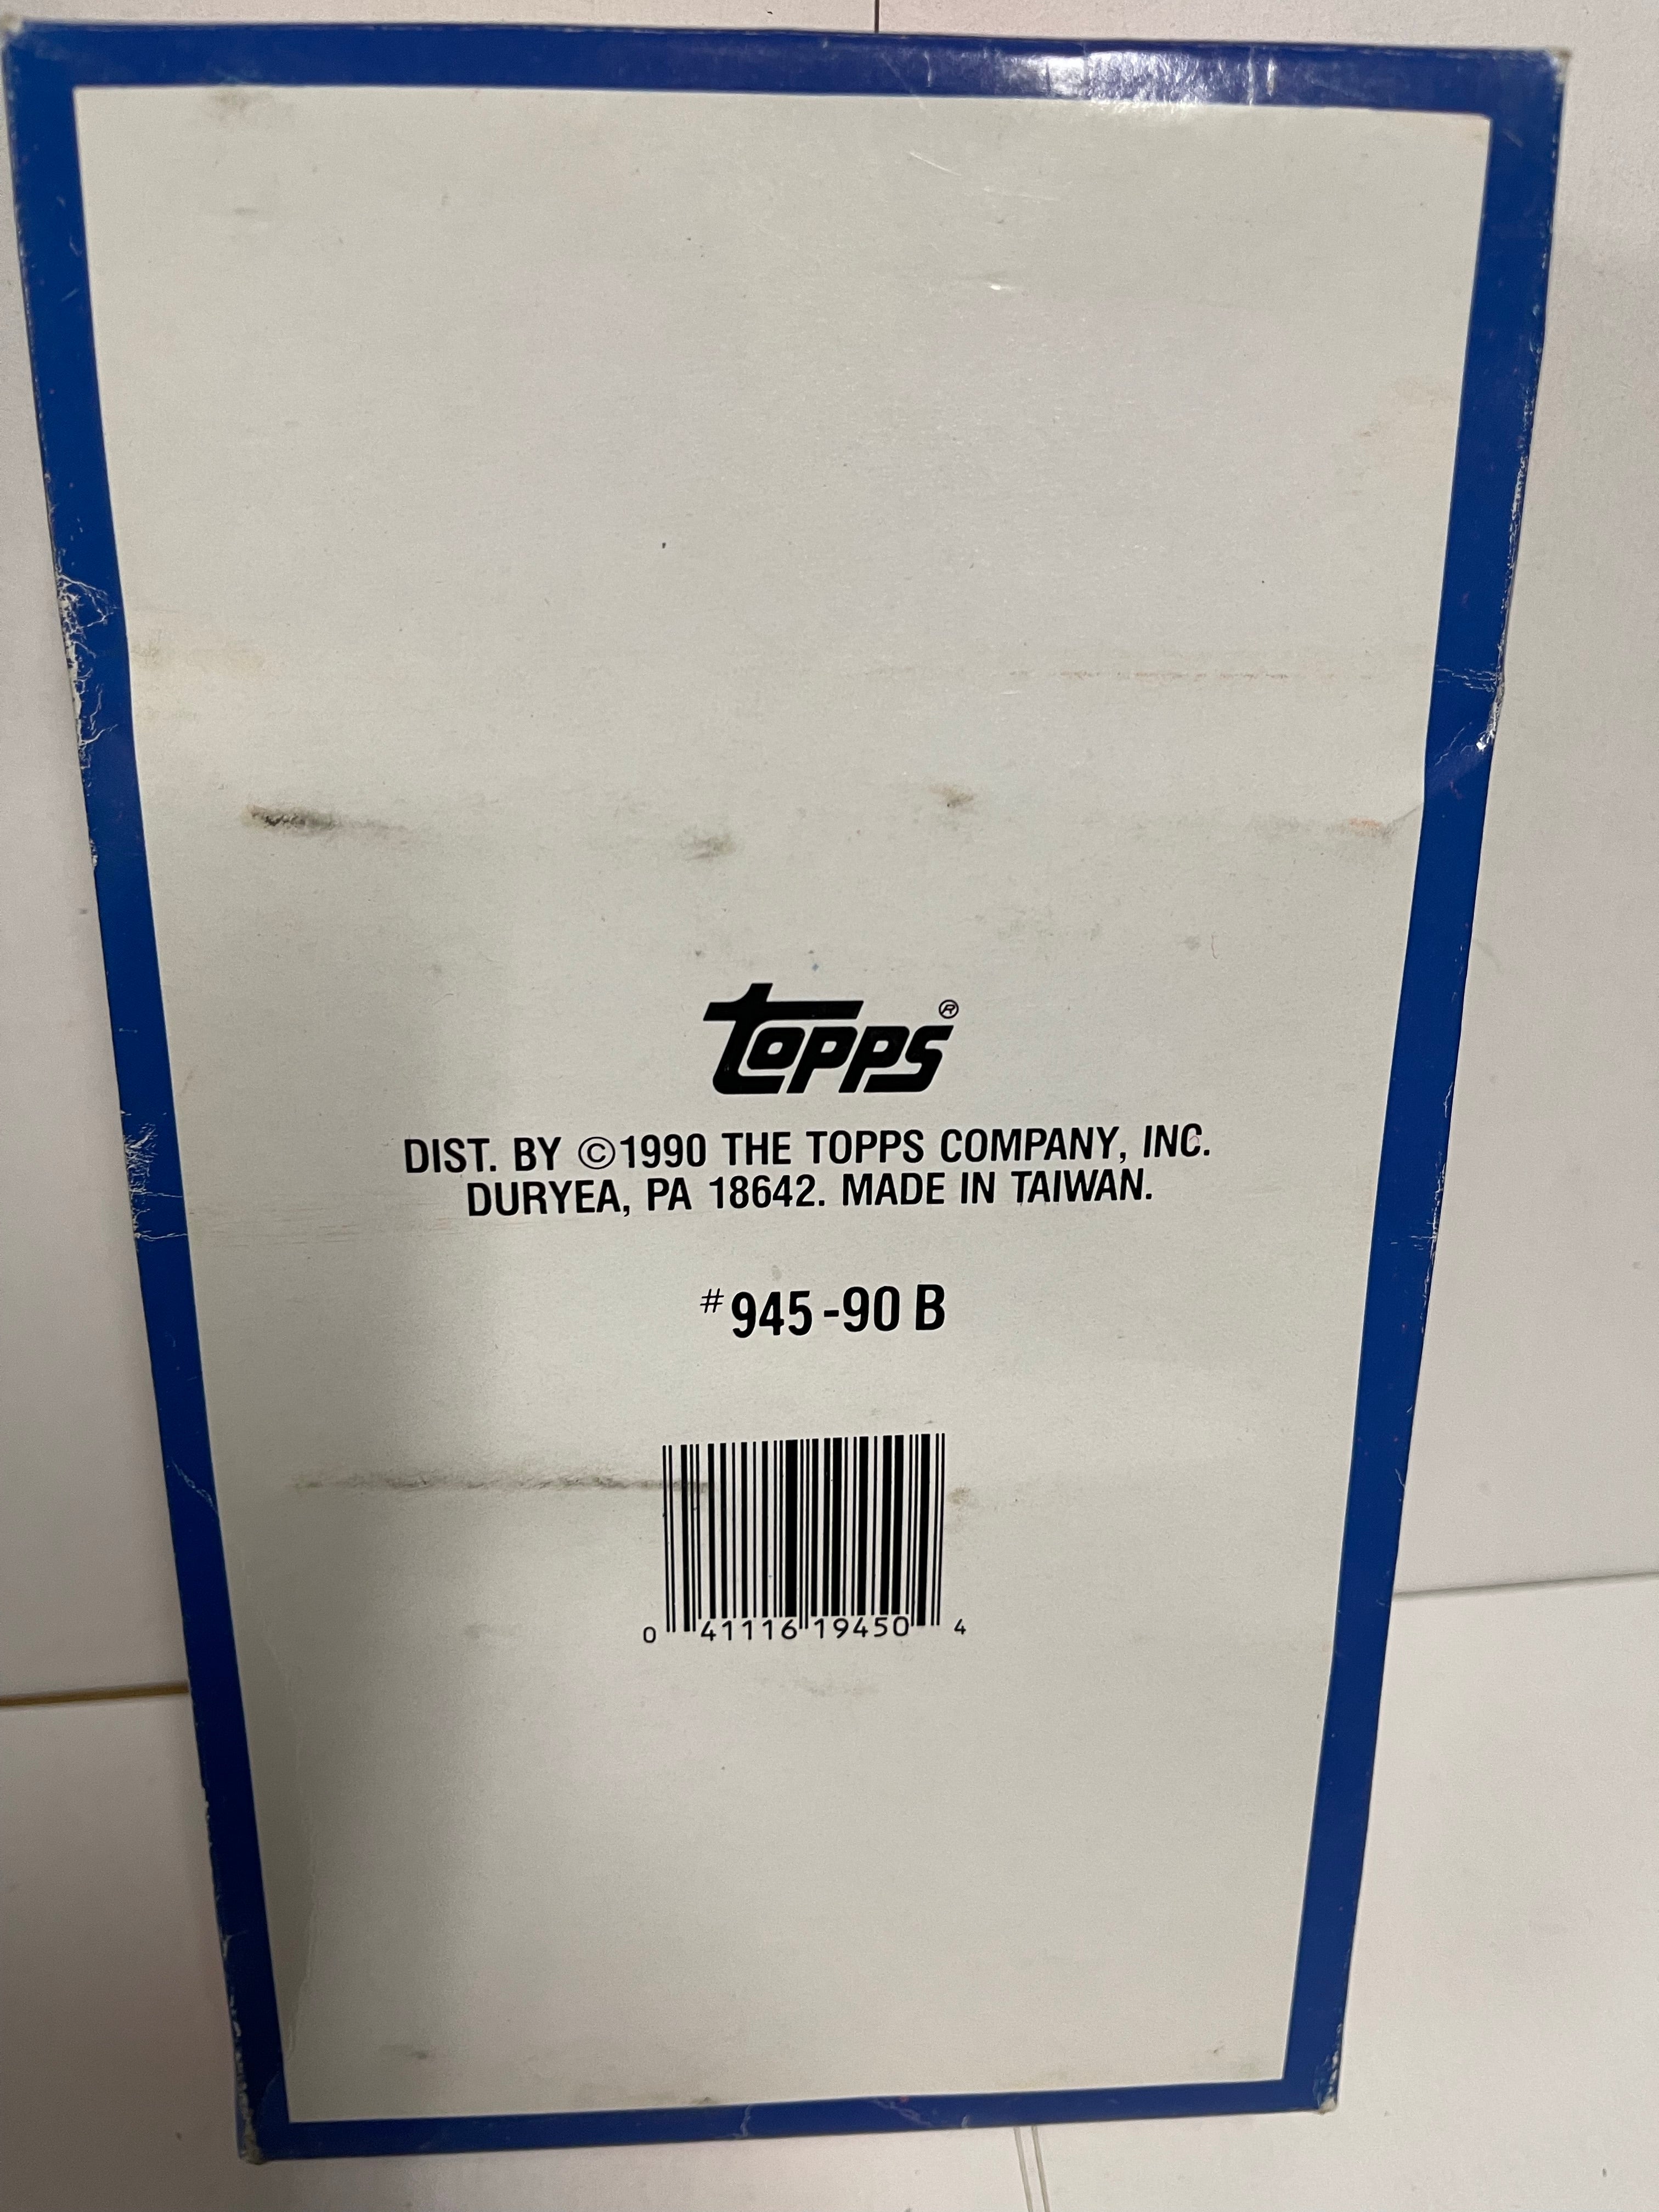 Topps®
DIST. BY ©1990 THE TOPPS COMPANY, INC.
DURYEA, PA 18642. MADE IN TAIWAN.
#945-90 B
0 41116 19450 4